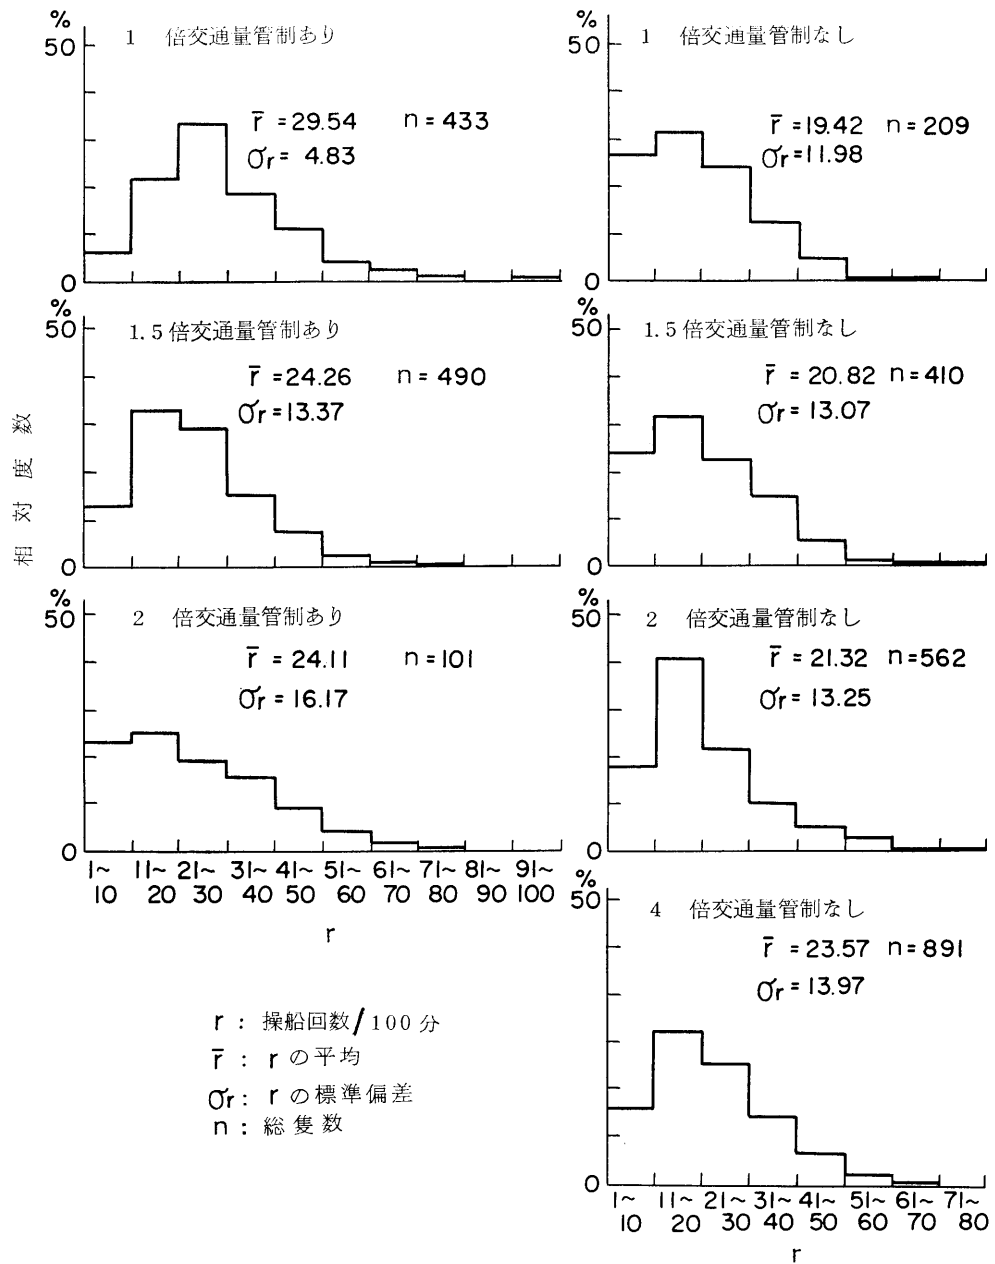 %
50
1 倍交通量管制あり
r̄ = 29.54 n = 433
σr = 4.83
0
%
50
1.5倍交通量管制あり
r̄ = 24.26 n = 490
σr = 13.37
0
相対度数
%
50
2 倍交通量管制あり
r̄ = 24.11 n = 101
σr = 16.17
0
1~10 11~20 21~30 31~40 41~50 51~60 61~70 71~80 81~90 91~100
r
r : 操船回数/100分
r̄ : rの平均
σr : rの標準偏差
n : 総隻数
%
50
1 倍交通量管制なし
r̄ = 19.42 n = 209
σr = 11.98
0
%
50
1.5倍交通量管制なし
r̄ = 20.82 n = 410
σr = 13.07
0
%
50
2 倍交通量管制なし
r̄ = 21.32 n = 562
σr = 13.25
0
%
50
4 倍交通量管制なし
r̄ = 23.57 n = 891
σr = 13.97
0
1~10 11~20 21~30 31~40 41~50 51~60 61~70 71~80
r